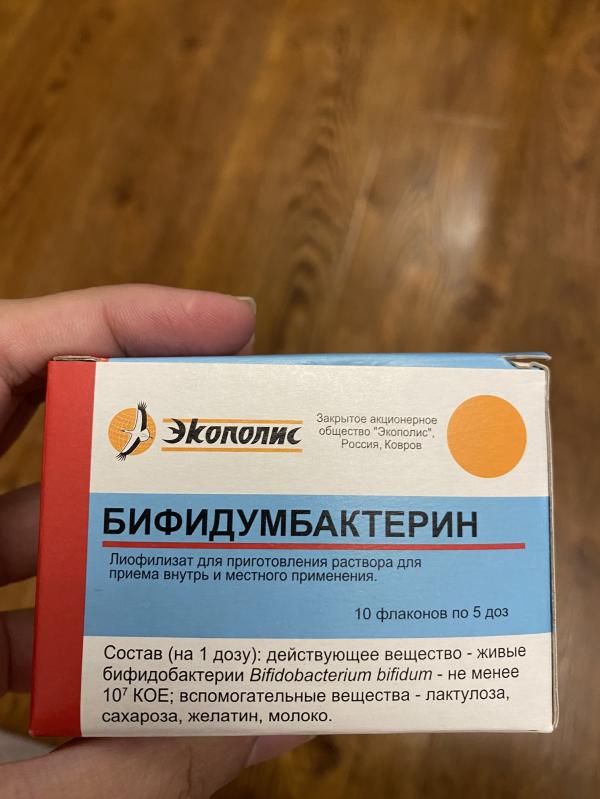 Экополис
Закрытое акционерное
общество "Экополис",
Россия, Ковров
БИФИДУМБАКТЕРИН
Лиофилизат для приготовления раствора для
приема внутрь и местного применения.
10 флаконов по 5 доз
Состав (на 1 дозу): действующее вещество - живые
бифидобактерии Bifidobacterium bifidum - не менее
10⁷ КОЕ; вспомогательные вещества - лактулоза,
сахароза, желатин, молоко.